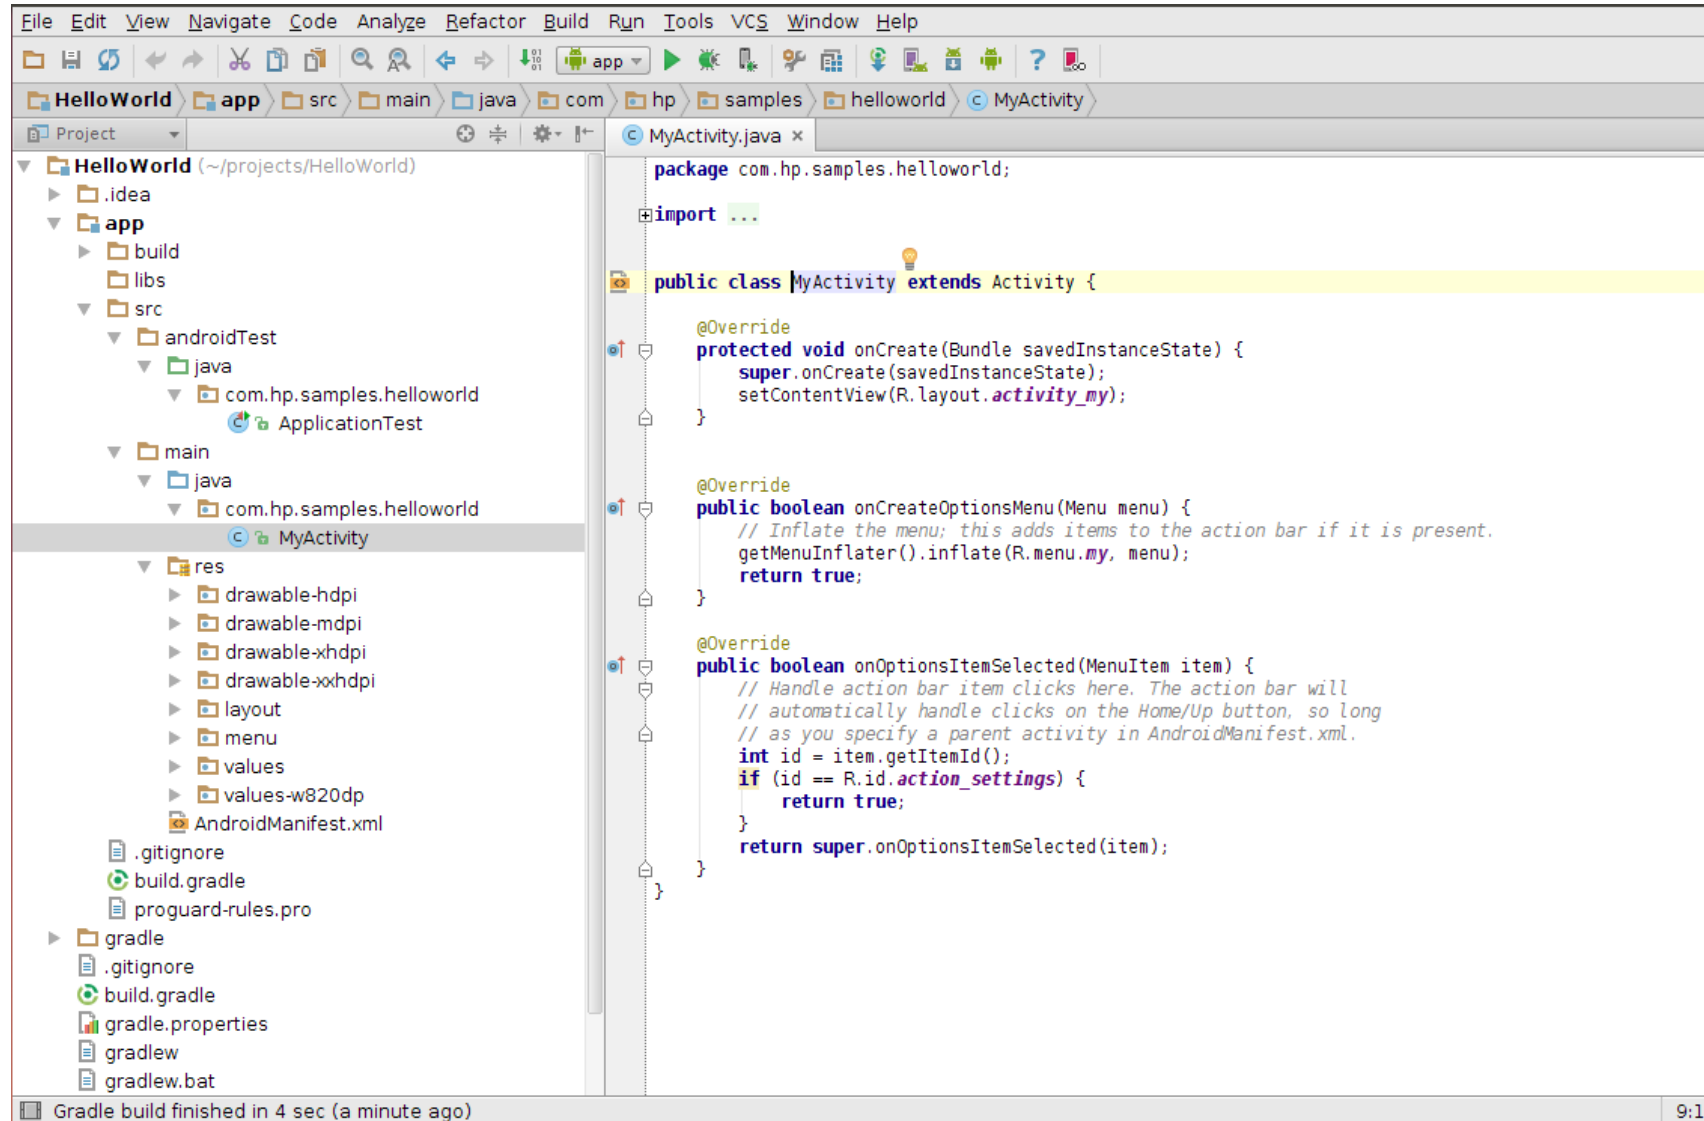 File Edit View Navigate Code Analyze Refactor Build Run Tools VCS Window Help
app
HelloWorld app src main java com hp samples helloworld MyActivity
Project
HelloWorld (~/projects/HelloWorld)
.idea
app
build
libs
src
androidTest
java
com.hp.samples.helloworld
ApplicationTest
main
java
com.hp.samples.helloworld
MyActivity
res
drawable-hdpi
drawable-mdpi
drawable-xhdpi
drawable-xxhdpi
layout
menu
values
values-w820dp
AndroidManifest.xml
.gitignore
build.gradle
proguard-rules.pro
gradle
.gitignore
build.gradle
gradle.properties
gradlew
gradlew.bat
MyActivity.java
package com.hp.samples.helloworld;
import ...
public class MyActivity extends Activity {
@Override
protected void onCreate(Bundle savedInstanceState) {
super.onCreate(savedInstanceState);
setContentView(R.layout.activity_my);
}
@Override
public boolean onCreateOptionsMenu(Menu menu) {
// Inflate the menu; this adds items to the action bar if it is present.
getMenuInflater().inflate(R.menu.my, menu);
return true;
}
@Override
public boolean onOptionsItemSelected(MenuItem item) {
// Handle action bar item clicks here. The action bar will
// automatically handle clicks on the Home/Up button, so long
// as you specify a parent activity in AndroidManifest.xml.
int id = item.getItemId();
if (id == R.id.action_settings) {
return true;
}
return super.onOptionsItemSelected(item);
}
}
Gradle build finished in 4 sec (a minute ago)
9:1